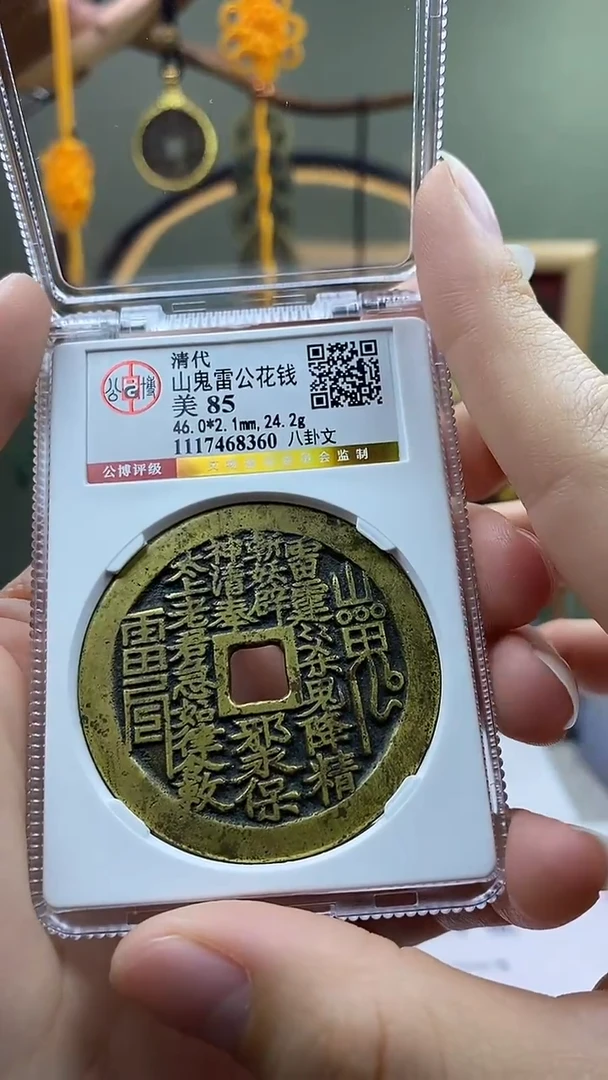 清代
山鬼雷公花钱
美 85
46.0*2.1mm,24.2g
1117468360 八卦文
公博评级
会监制
公博
雷霆杀鬼降精
斬妖辟邪永保
神清奉
太上老君急如律令敕